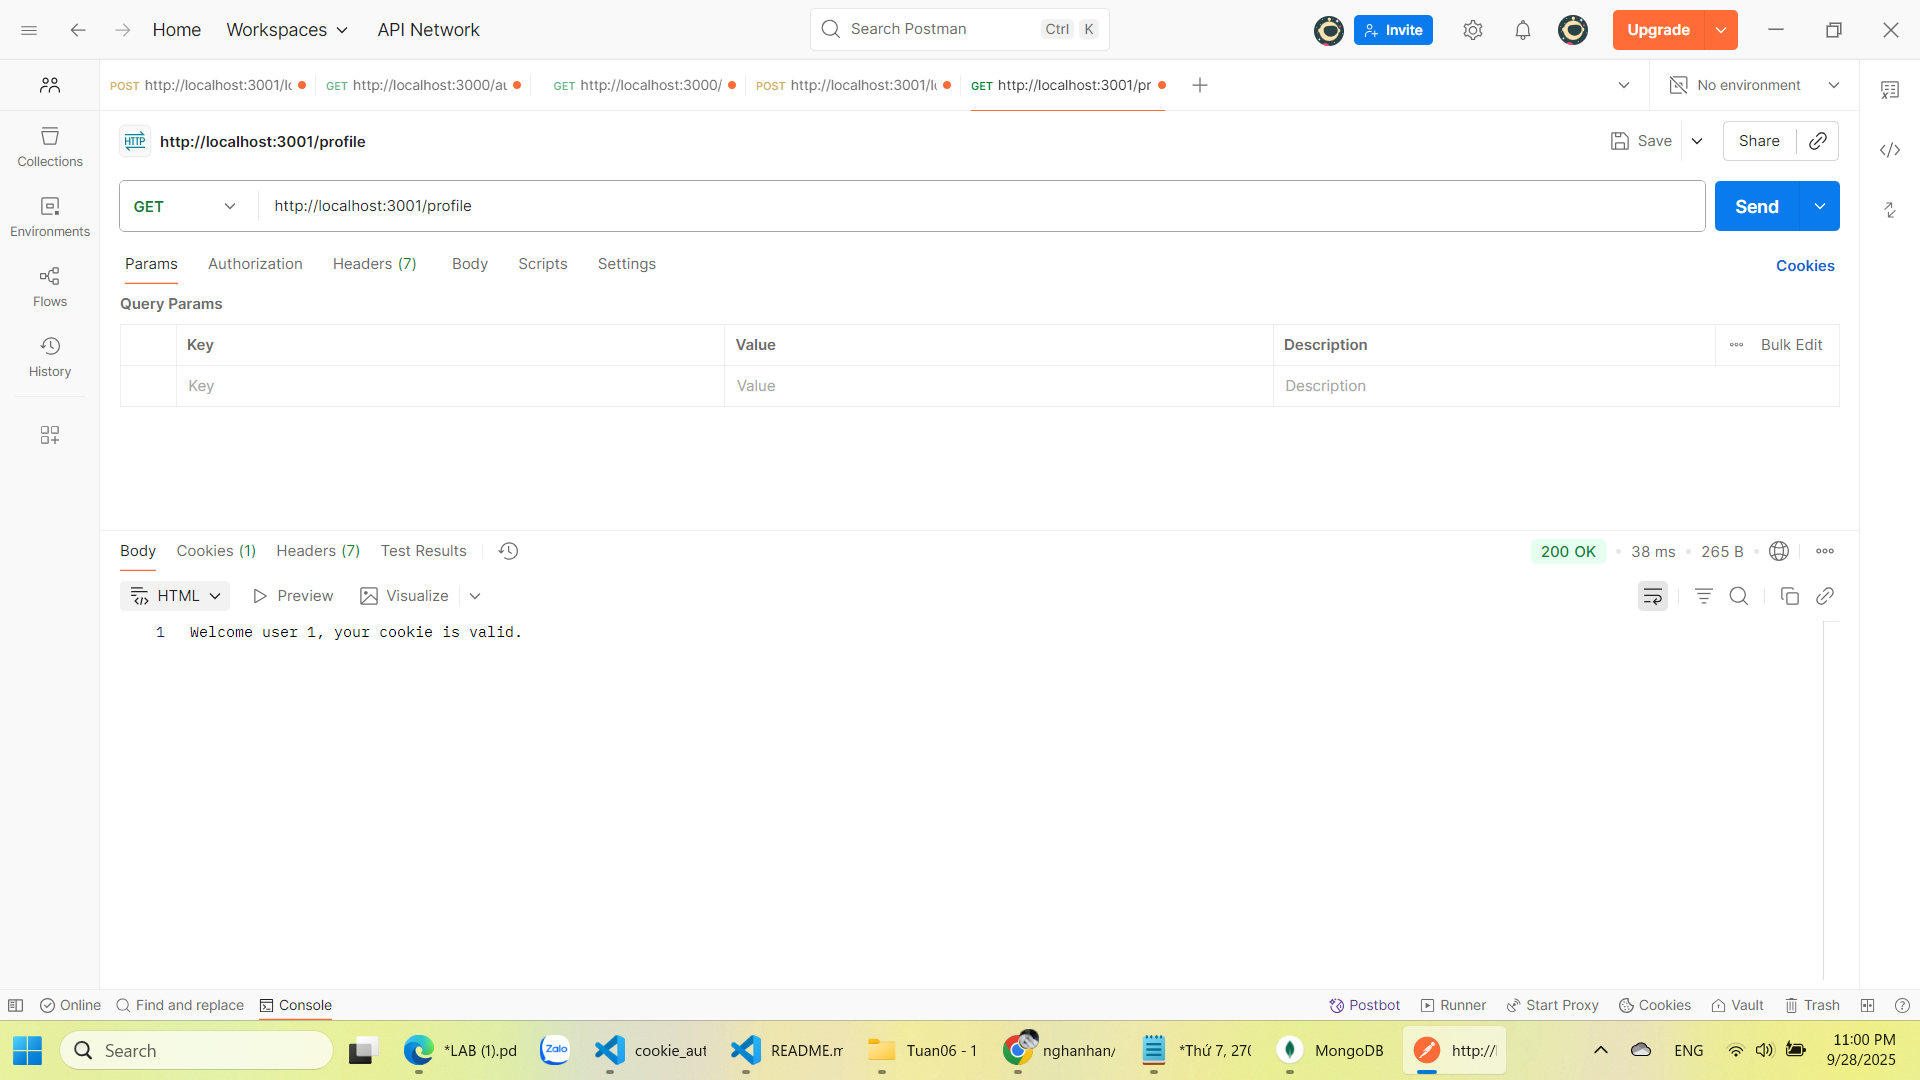 Home Workspaces API Network Search Postman Ctrl K Invite Upgrade
POST http://localhost:3001/lo GET http://localhost:3000/au GET http://localhost:3000/ POST http://localhost:3001/lo GET http://localhost:3001/pr No environment
HTTP http://localhost:3001/profile Save Share
GET http://localhost:3001/profile Send
Params Authorization Headers (7) Body Scripts Settings Cookies
Query Params
Key Value Description Bulk Edit
Key Value Description
Collections
Environments
Flows
History
Body Cookies (1) Headers (7) Test Results 200 OK 38 ms 265 B
HTML Preview Visualize
1 Welcome user 1, your cookie is valid.
Online Find and replace Console Postbot Runner Start Proxy Cookies Vault Trash
Search *LAB (1).pd Zalo cookie_aut README.m Tuan06 - 1 nghanhan/ *Thứ 7, 270 MongoDB http://l ENG 11:00 PM
9/28/2025